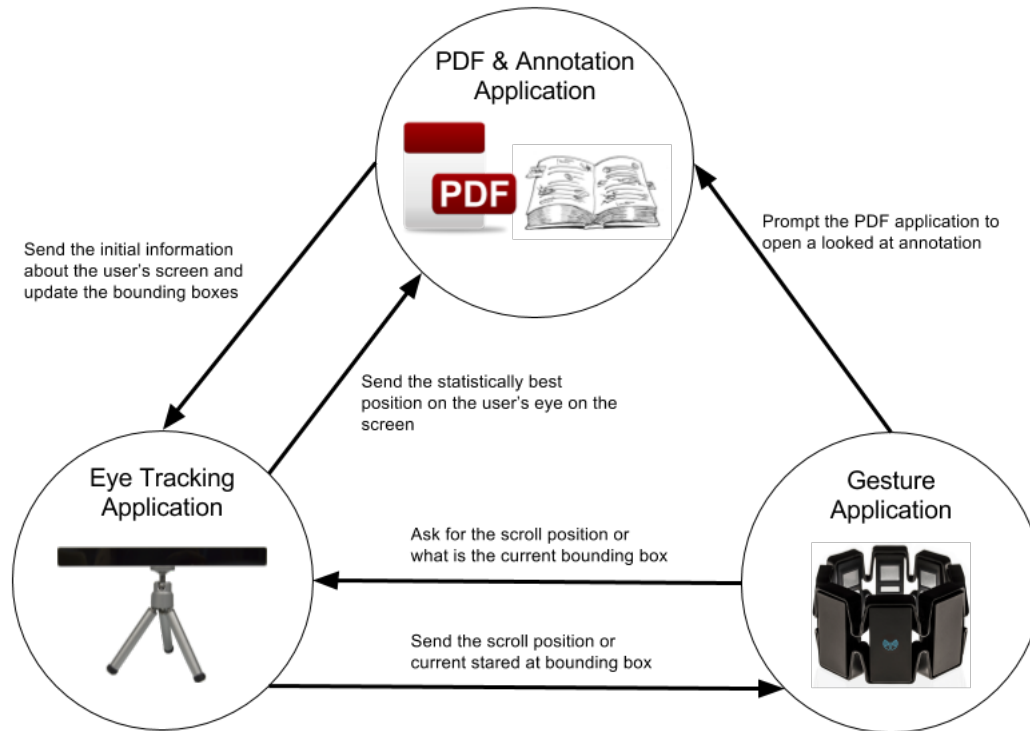 PDF & Annotation
Application
PDF
Send the initial information
about the user's screen and
update the bounding boxes
Prompt the PDF application to
open a looked at annotation
Send the statistically best
position on the user's eye on the
screen
Eye Tracking
Application
Gesture
Application
Ask for the scroll position or
what is the current bounding box
Send the scroll position or
current stared at bounding box